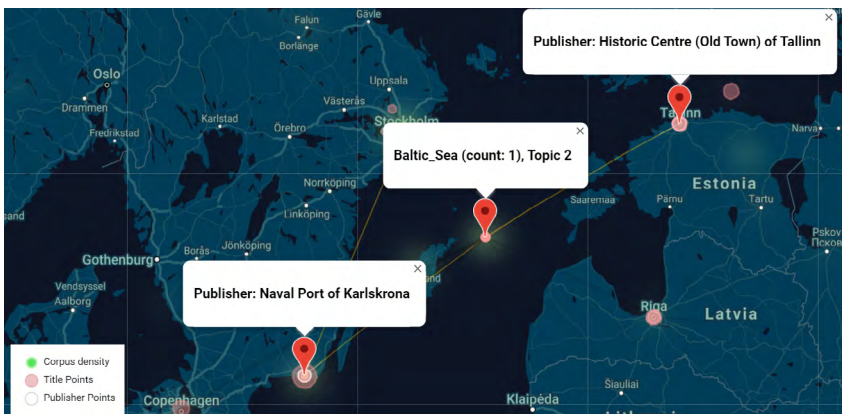 Falun
Gävle
Borlänge
Publisher: Historic Centre (Old Town) of Tallinn
Oslo
Uppsala
Drammen
Västerås
Karlstad
Örebro
Stockholm
Tallinn
Fredrikstad
Narva
Baltic_Sea (count: 1), Topic 2
Norrköping
Estonia
Linköping
Saaremaa
Pärnu
Tartu
sand
Pskov
Псков
Gothenburg
Borås
Jönköping
Vendsyssel
Aalborg
Publisher: Naval Port of Karlskrona
and
Riga
Latvia
Corpus density
Title Points
Publisher Points
Šiauliai
Copenhagen
Klaipėda